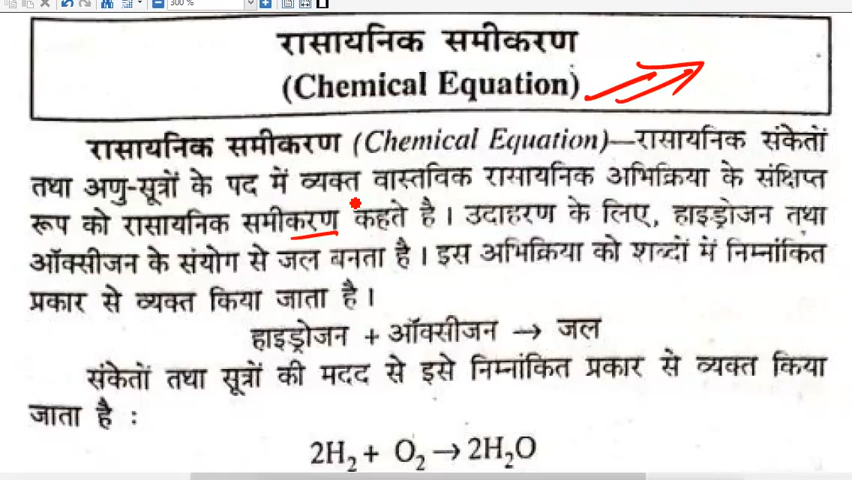 300 %
रासायनिक समीकरण
(Chemical Equation)
रासायनिक समीकरण (Chemical Equation)—रासायनिक संकेतों
तथा अणु-सूत्रों के पद में व्यक्त वास्तविक रासायनिक अभिक्रिया के संक्षिप्त
रूप को रासायनिक समीकरण कहते है। उदाहरण के लिए, हाइड्रोजन तथा
ऑक्सीजन के संयोग से जल बनता है। इस अभिक्रिया को शब्दों में निम्नांकित
प्रकार से व्यक्त किया जाता है।
हाइड्रोजन + ऑक्सीजन → जल
संकेतों तथा सूत्रों की मदद से इसे निम्नांकित प्रकार से व्यक्त किया
जाता है :
2H₂ + O₂ → 2H₂O